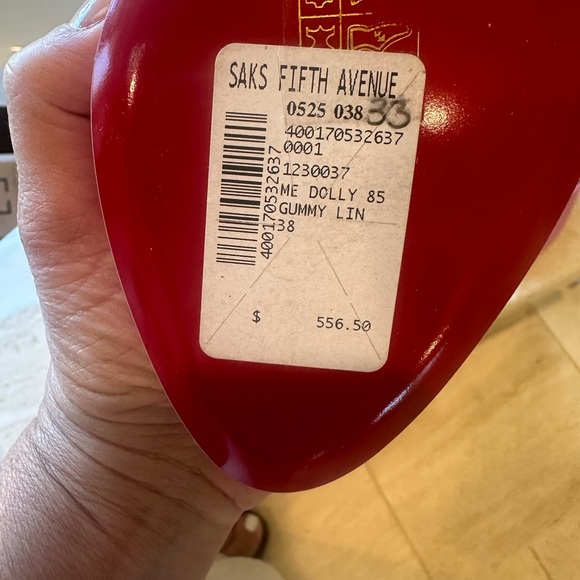 SAKS FIFTH AVENUE
0525 038 33
400170532637
0001
1230037
ME DOLLY 85
GUMMY LIN
38
400170532637
$ 556.50